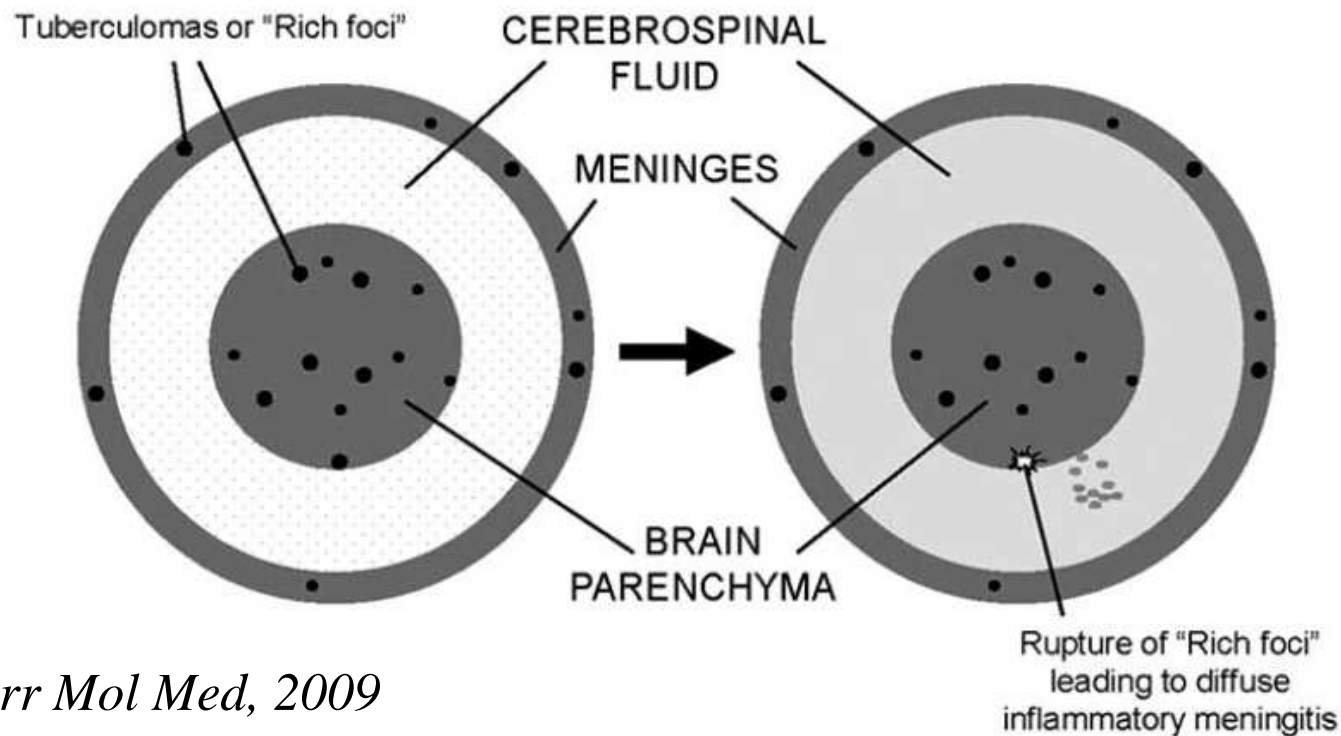 Tuberculomas or “Rich foci”
CEREBROSPINAL
FLUID
MENINGES
BRAIN
PARENCHYMA
Rupture of “Rich foci”
leading to diffuse
inflammatory meningitis
rr Mol Med, 2009